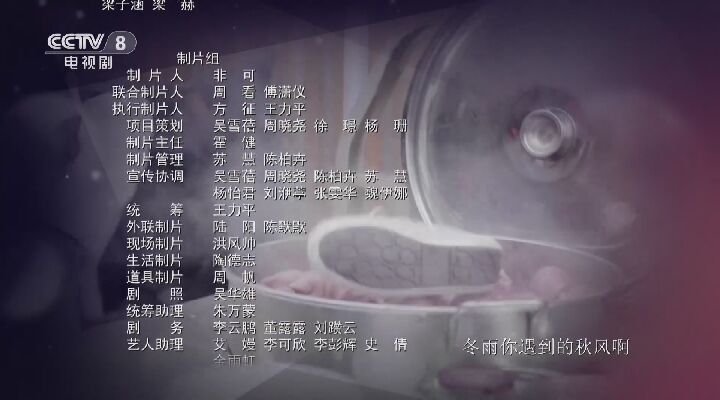 梁子涵 梁 赫
CCTV 8
电视剧
制片组
制 片 人 非 可
联合制片人 周 看 傅潇仪
执行制片人 方 征 王力平
项目策划 吴雪蓓 周晓尧 徐 璟 杨 珊
制片主任 霍 健
制片管理 苏 慧 陈柏卉
宣传协调 吴雪蓓 周晓尧 陈柏卉 苏 慧
杨怡君 张雯华 魏伊娜
统 筹 王力平
外联制片 陆 阳 陈默默
现场制片 洪风帅
生活制片 陶德志
道具制片 周 帆
剧 照 吴华雄
统筹助理 朱万蒙
剧 务 李云鹏 董露露 刘骥云
艺人助理 艾 嫚 李可欣 李彭辉 史 倩
冬雨你遇到的秋风啊